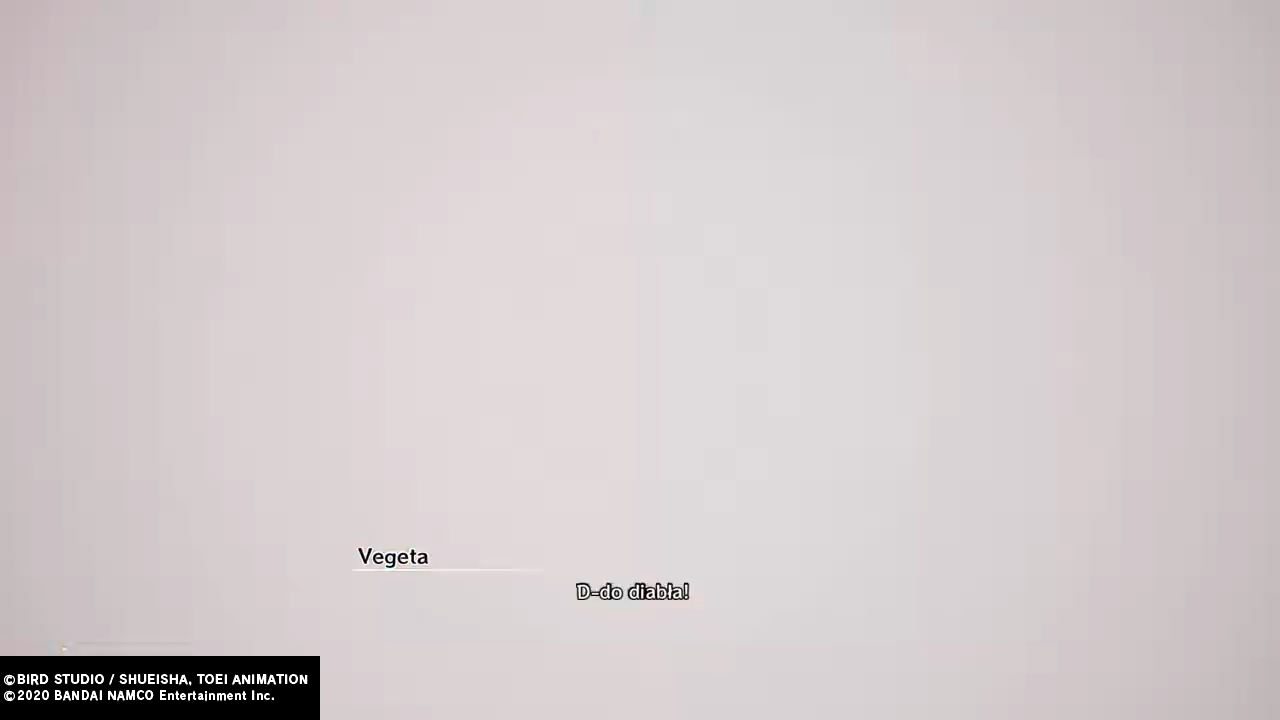 Vegeta
D-do diabła!
©BIRD STUDIO / SHUEISHA, TOEI ANIMATION
©2020 BANDAI NAMCO Entertainment Inc.